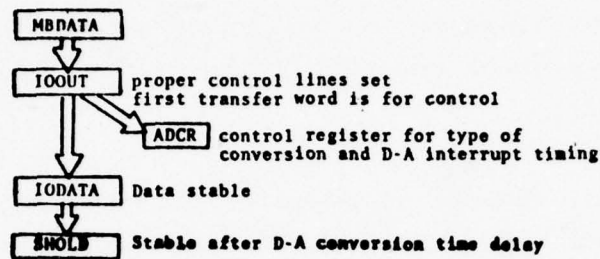 MBDATA
IOOUT proper control lines set
first transfer word is for control
ADCR control register for type of
conversion and D-A interrupt timing
IODATA Data stable
SHOLD Stable after D-A conversion time delay